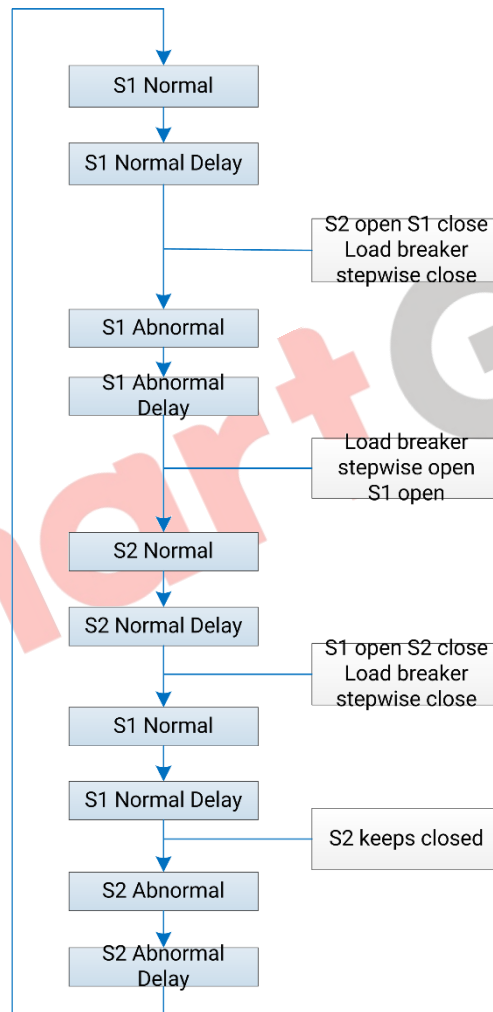 S1 Normal
S1 Normal Delay
S2 open S1 close
Load breaker
stepwise close
S1 Abnormal
S1 Abnormal
Delay
Load breaker
stepwise open
S1 open
S2 Normal
S2 Normal Delay
S1 open S2 close
Load breaker
stepwise close
S1 Normal
S1 Normal Delay
S2 keeps closed
S2 Abnormal
S2 Abnormal
Delay